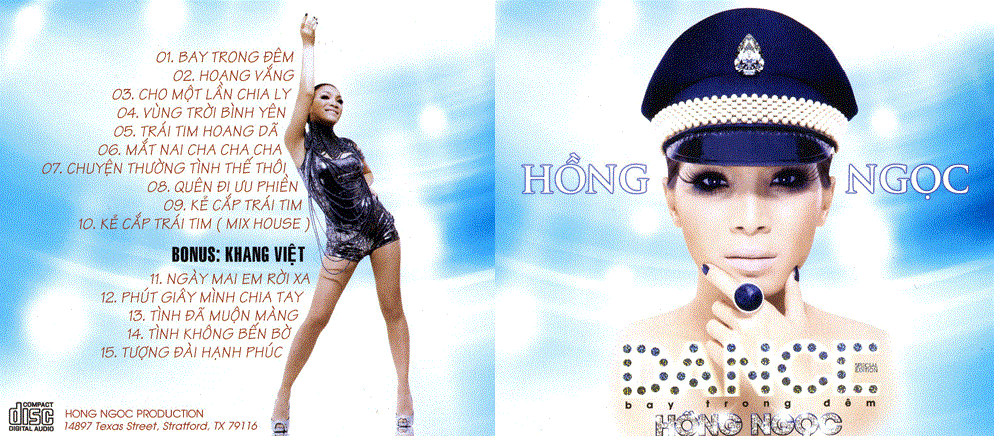 01. BAY TRONG ĐÊM
02. HOANG VẮNG
03. CHO MỘT LẦN CHIA LY
04. VÙNG TRỜI BÌNH YÊN
05. TRÁI TIM HOANG DÃ
06. MẮT NAI CHA CHA CHA
07. CHUYỆN THƯỜNG TÌNH THẾ THÔI
08. QUÊN ĐI ƯU PHIỀN
09. KẺ CẮP TRÁI TIM
10. KẺ CẮP TRÁI TIM ( MIX HOUSE )
BONUS: KHANG VIỆT
11. NGÀY MAI EM RỜI XA
12. PHÚT GIÂY MÌNH CHIA TAY
13. TÌNH ĐÃ MUỘN MÀNG
14. TÌNH KHÔNG BẾN BỜ
15. TƯỢNG ĐÀI HẠNH PHÚC
COMPACT
disc
DIGITAL AUDIO
HONG NGOC PRODUCTION
14897 Texas Street, Stratford, TX 79116
HỒNG NGỌC
DANCE
SPECIAL
EDITION
bay trong đêm
HỒNG NGỌC